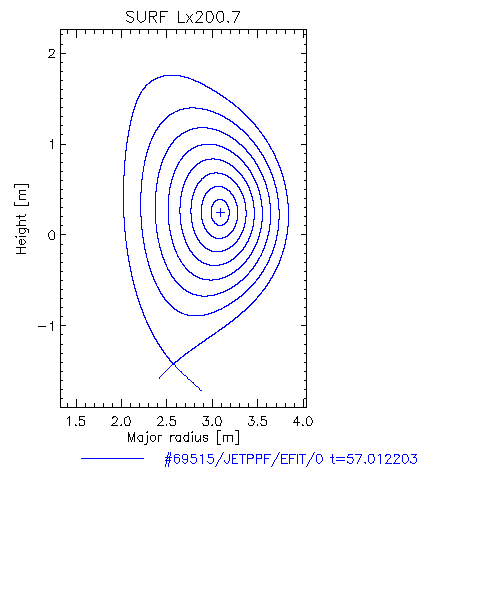 SURF Lx200.7
2
1
0
-1
Height [m]
1.5 2.0 2.5 3.0 3.5 4.0
Major radius [m]
#69515/JETPPF/EFIT/0 t=57.012203